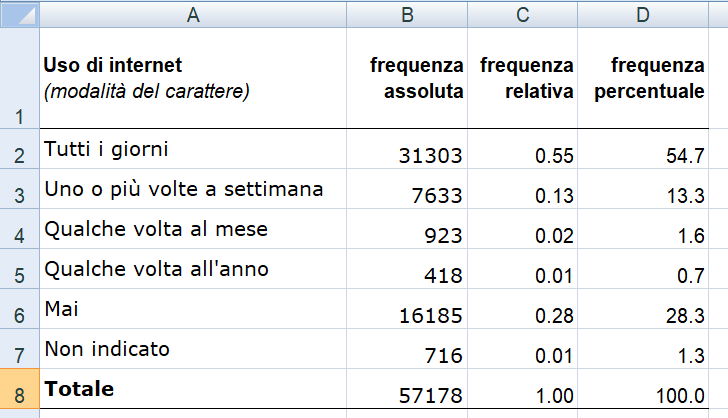 A B C D
Uso di internet frequenza frequenza frequenza
(modalità del carattere) assoluta relativa percentuale
1
2 Tutti i giorni 31303 0.55 54.7
3 Uno o più volte a settimana 7633 0.13 13.3
4 Qualche volta al mese 923 0.02 1.6
5 Qualche volta all'anno 418 0.01 0.7
6 Mai 16185 0.28 28.3
7 Non indicato 716 0.01 1.3
8 Totale 57178 1.00 100.0